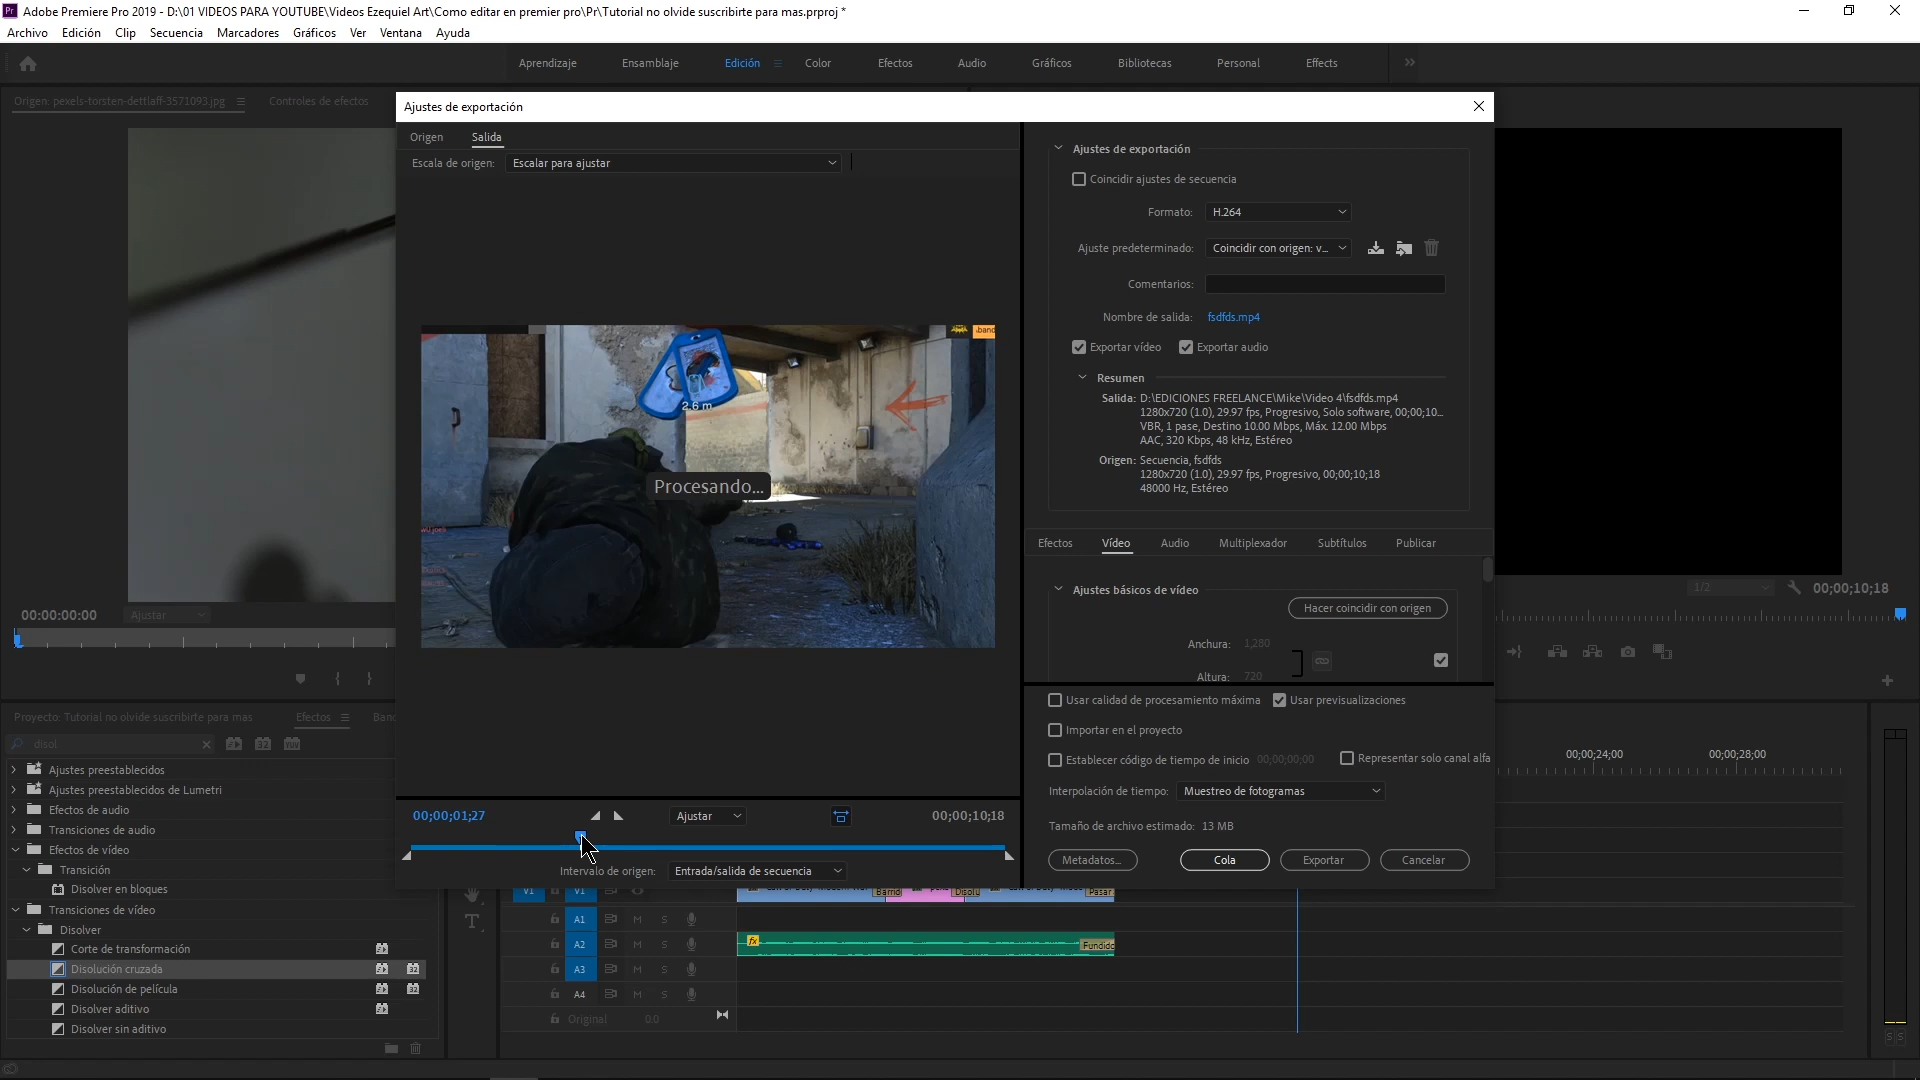 Pr Adobe Premiere Pro 2019 - D:\01 VIDEOS PARA YOUTUBE\Videos Ezequiel Art\Como editar en premier pro\Pr\Tutorial no olvide suscribirte para mas.prproj *
Archivo Edición Clip Secuencia Marcadores Gráficos Ver Ventana Ayuda
Aprendizaje Ensamblaje Edición Color Efectos Audio Gráficos Bibliotecas Personal Effects
Origen: pexels-torsten-dettlaff-3571093.jpg Controles de efectos
00:00:00:00 Ajustar
Ajustes de exportación
Origen Salida
Escala de origen: Escalar para ajustar
2.6 m
Procesando...
00;00;01;27 Ajustar 00;00;10;18
Intervalo de origen: Entrada/salida de secuencia
Ajustes de exportación
Coincidir ajustes de secuencia
Formato: H.264
Ajuste predeterminado: Coincidir con origen: v...
Comentarios:
Nombre de salida: fsdfds.mp4
Exportar vídeo Exportar audio
Resumen
Salida: D:\EDICIONES FREELANCE\Mike\Video 4\fsdfds.mp4
1280x720 (1.0), 29.97 fps, Progresivo, Solo software, 00;00;10...
VBR, 1 pase, Destino 10.00 Mbps, Máx. 12.00 Mbps
AAC, 320 Kbps, 48 kHz, Estéreo
Origen: Secuencia, fsdfds
1280x720 (1.0), 29.97 fps, Progresivo, 00;00;10;18
48000 Hz, Estéreo
Efectos Vídeo Audio Multiplexador Subtítulos Publicar
Ajustes básicos de vídeo
Hacer coincidir con origen
Anchura: 1,280
Altura: 720
Usar calidad de procesamiento máxima Usar previsualizaciones
Importar en el proyecto
Establecer código de tiempo de inicio 00;00;00;00 Representar solo canal alfa
Interpolación de tiempo: Muestreo de fotogramas
Tamaño de archivo estimado: 13 MB
Metadatos... Cola Exportar Cancelar
1/2 00;00;10;18
Proyecto: Tutorial no olvide suscribirte para mas Efectos Band
disol
Ajustes preestablecidos
Ajustes preestablecidos de Lumetri
Efectos de audio
Transiciones de audio
Efectos de vídeo
Transición
Disolver en bloques
Transiciones de vídeo
Disolver
Corte de transformación
Disolución cruzada
Disolución de película
Disolver aditivo
Disolver sin aditivo
00;00;24;00 00;00;28;00
V1 V1 Barrid Disolu Pasar
A1 M S
A2 M S fx Fundido
A3 M S
A4 M S
Original 0.0
S S